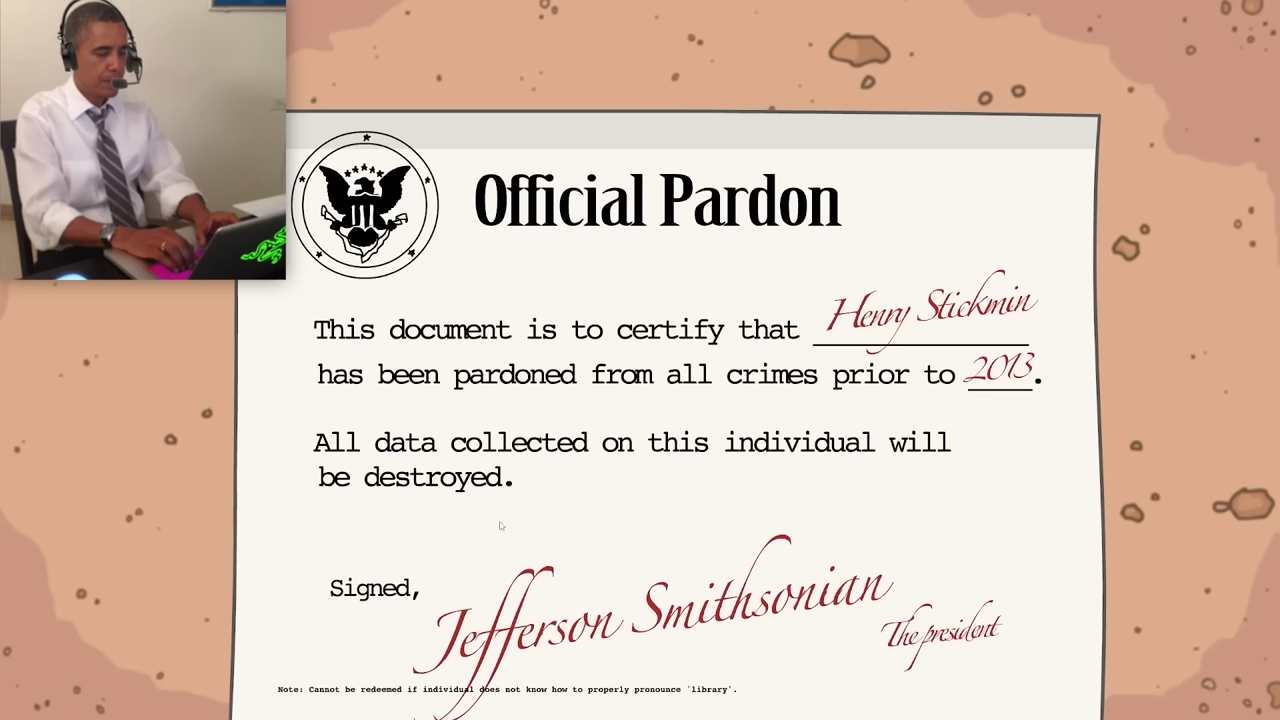 Official Pardon
This document is to certify that Henry Stickmin
has been pardoned from all crimes prior to 2013.
All data collected on this individual will
be destroyed.
Signed, Jefferson Smithsonian
The president
Note: Cannot be redeemed if individual does not know how to properly pronounce 'library'.